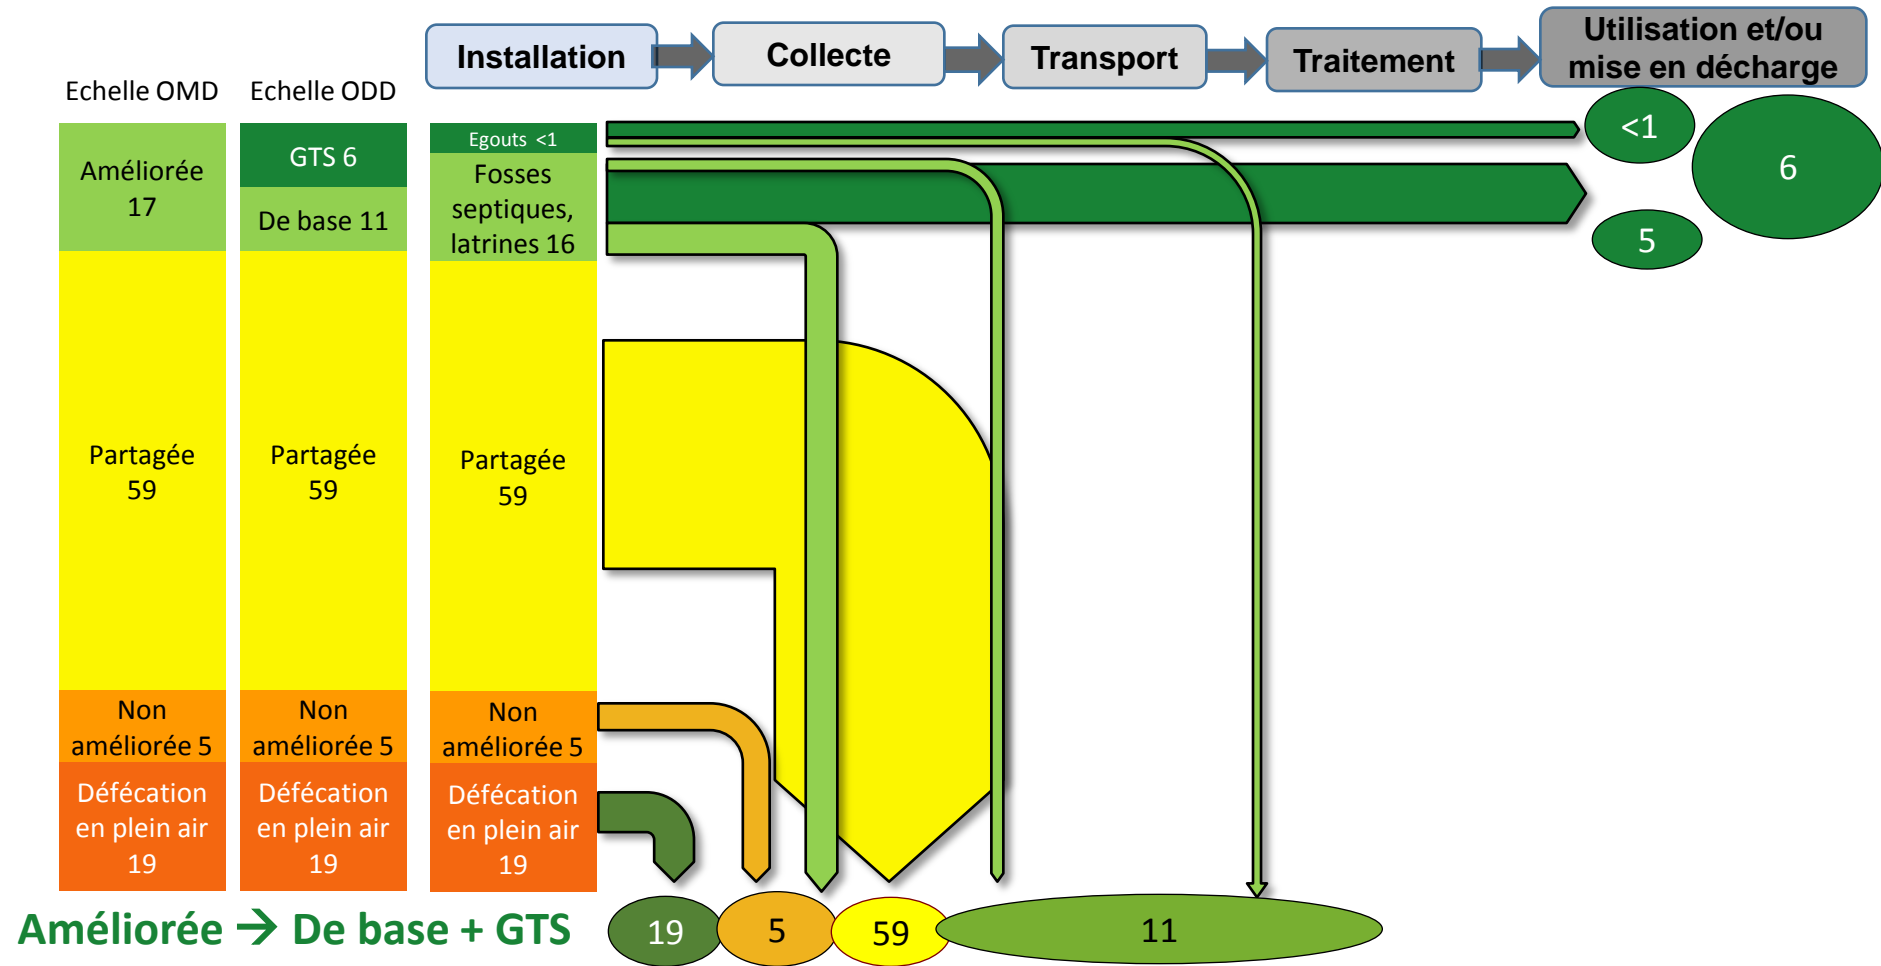 Installation
Collecte
Transport
Traitement
Utilisation et/ou
mise en décharge
Echelle OMD
Echelle ODD
Améliorée
17
Partagée
59
Non
améliorée 5
Défécation
en plein air
19
GTS 6
De base 11
Partagée
59
Non
améliorée 5
Défécation
en plein air
19
Egouts <1
Fosses
septiques,
latrines 16
Partagée
59
Non
améliorée 5
Défécation
en plein air
19
<1
6
5
Améliorée → De base + GTS
19
5
59
11